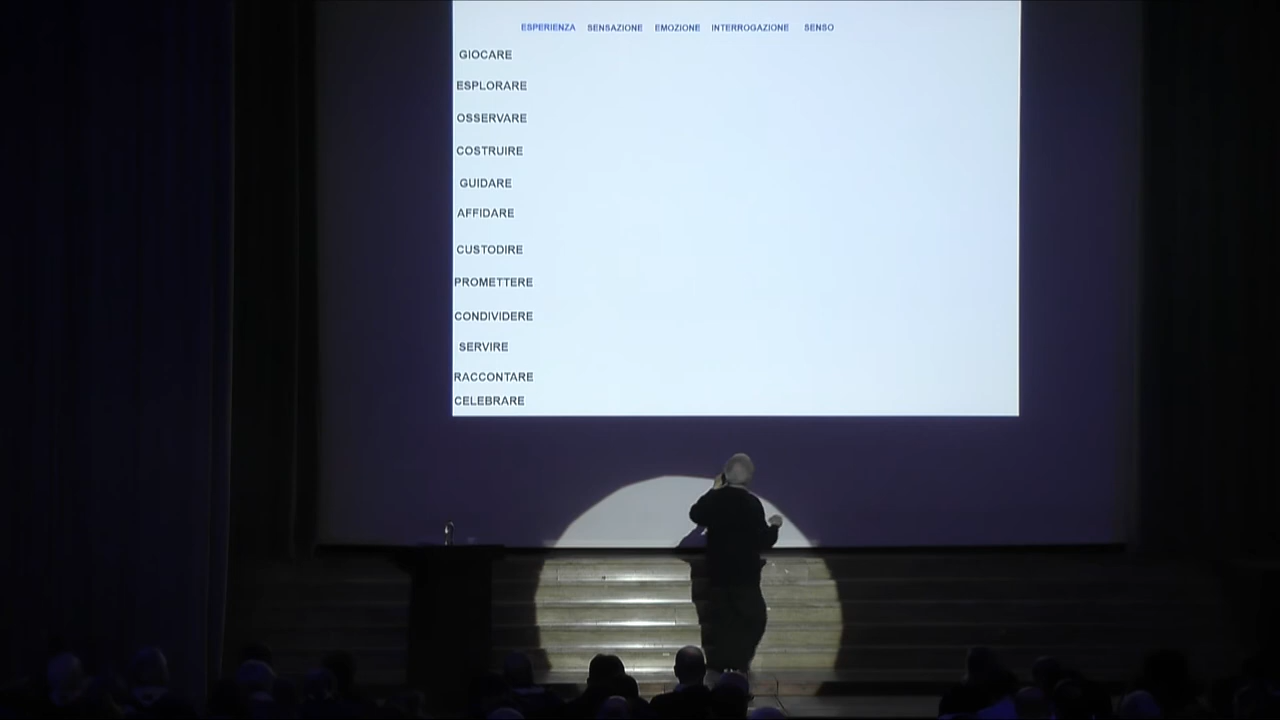 ESPERIENZA SENSAZIONE EMOZIONE INTERROGAZIONE SENSO
GIOCARE
ESPLORARE
OSSERVARE
COSTRUIRE
GUIDARE
AFFIDARE
CUSTODIRE
PROMETTERE
CONDIVIDERE
SERVIRE
RACCONTARE
CELEBRARE